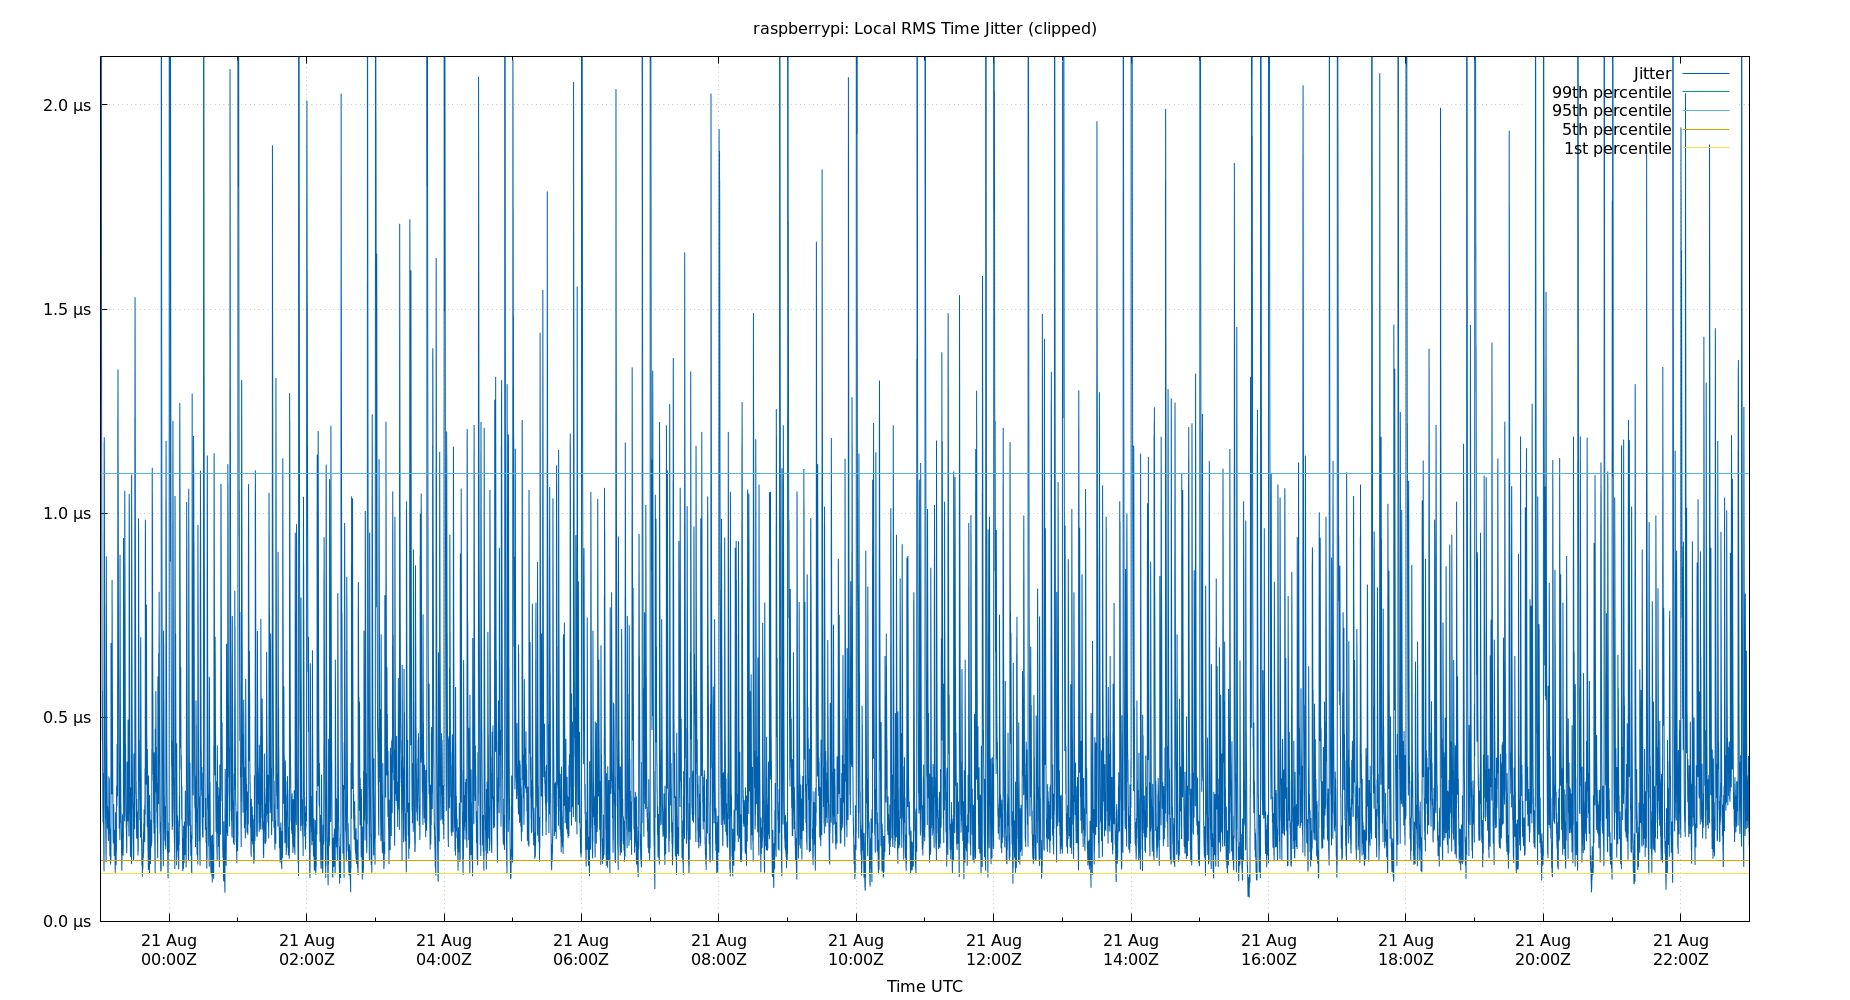 raspberrypi: Local RMS Time Jitter (clipped)
Jitter
99th percentile
95th percentile
5th percentile
1st percentile
2.0 µs
1.5 µs
1.0 µs
0.5 µs
0.0 µs
21 Aug 21 Aug 21 Aug 21 Aug 21 Aug 21 Aug 21 Aug 21 Aug 21 Aug 21 Aug 21 Aug 21 Aug
00:00Z 02:00Z 04:00Z 06:00Z 08:00Z 10:00Z 12:00Z 14:00Z 16:00Z 18:00Z 20:00Z 22:00Z
Time UTC